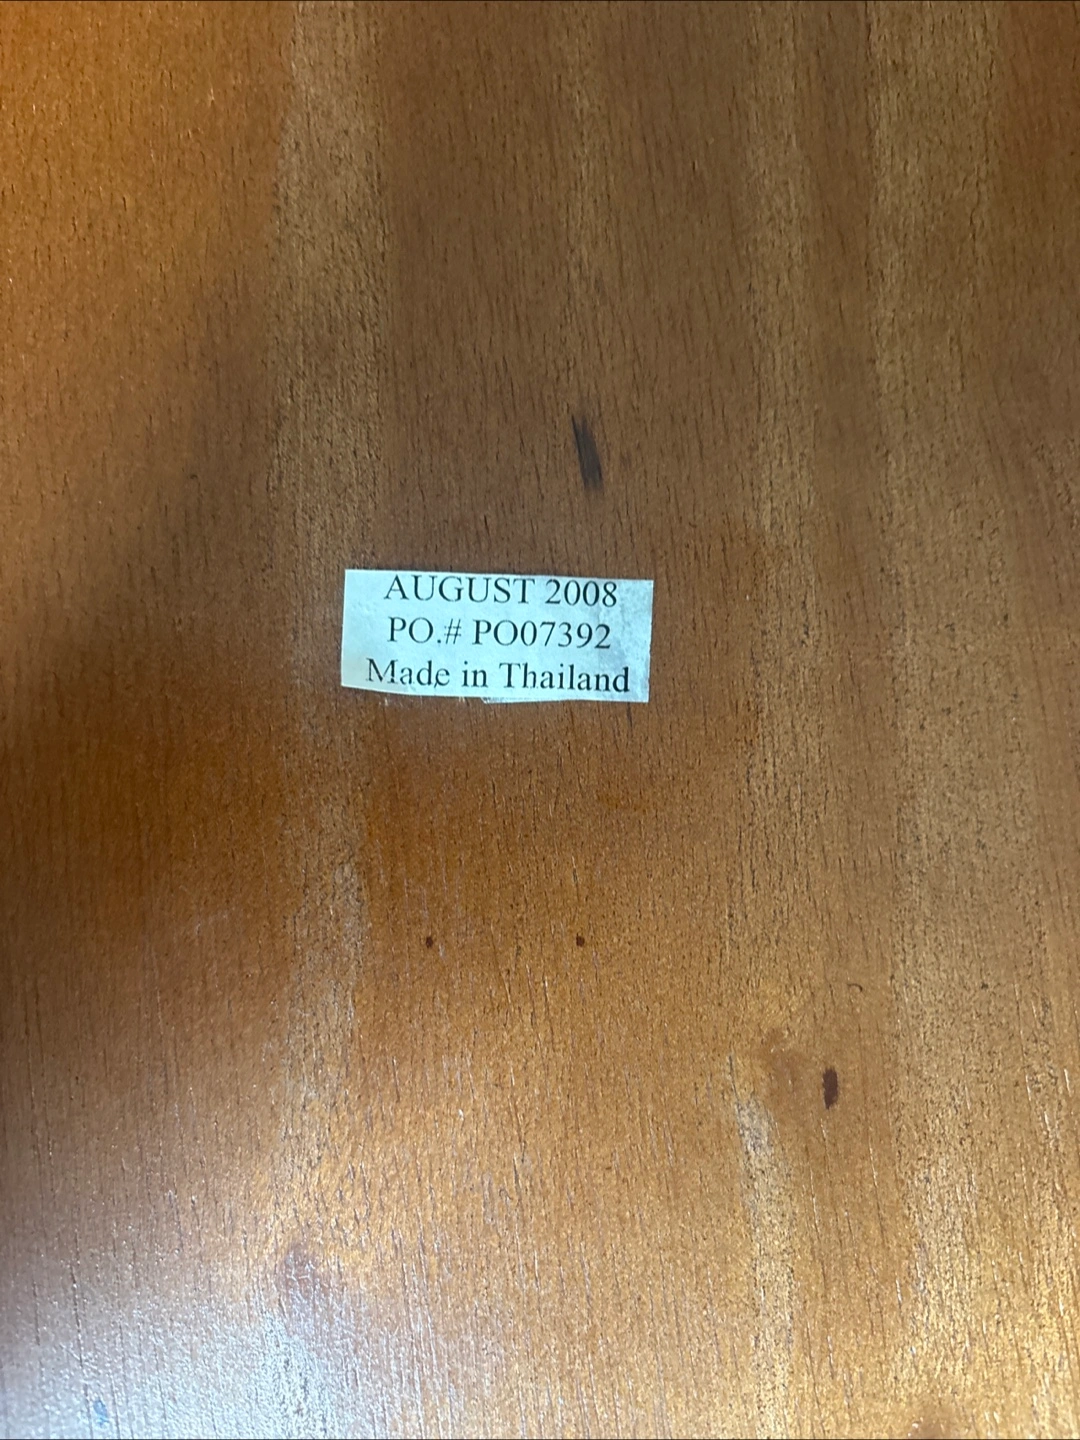 AUGUST 2008
PO.# PO07392
Made in Thailand